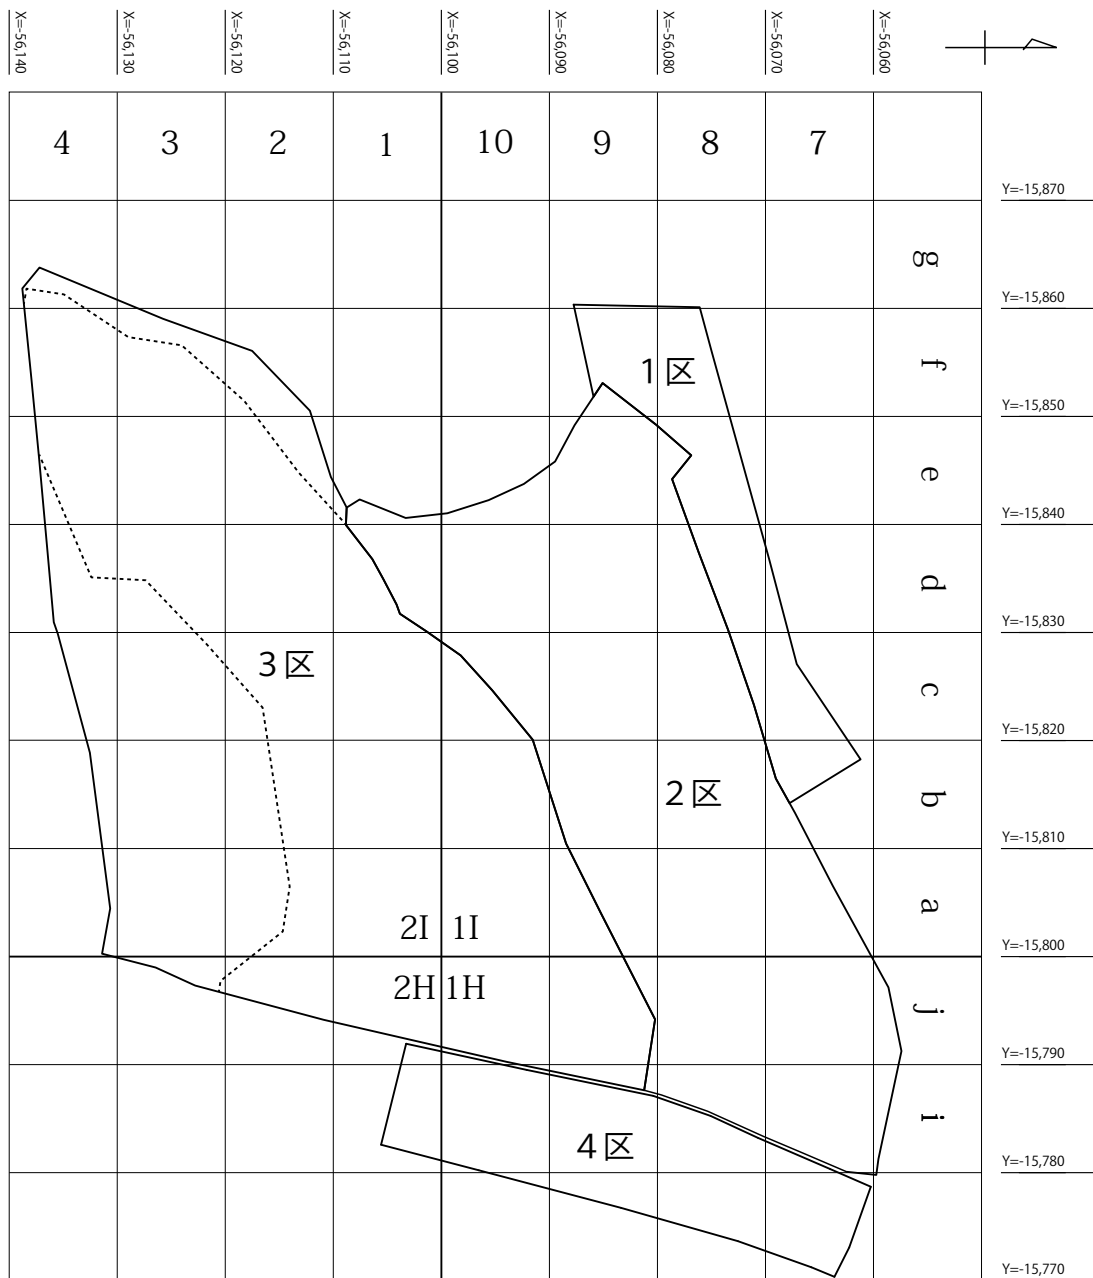 X=-56,140
X=-56,130
X=-56,120
X=-56,110
X=-56,100
X=-56,090
X=-56,080
X=-56,070
X=-56,060
4 3 2 1 10 9 8 7
Y=-15,870
g
Y=-15,860
1区
f
Y=-15,850
e
Y=-15,840
d
Y=-15,830
3区
c
Y=-15,820
2区
b
Y=-15,810
a
2I 1I
Y=-15,800
2H 1H
j
Y=-15,790
i
4区
Y=-15,780
Y=-15,770